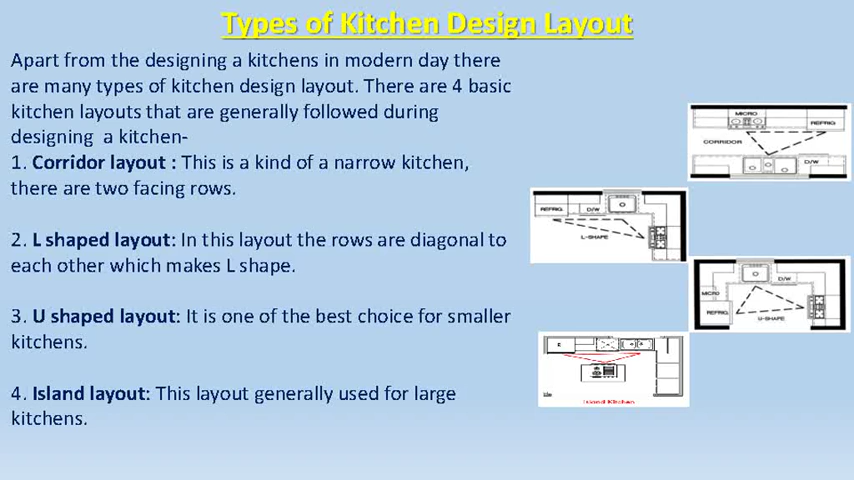 Types of Kitchen Design Layout
Apart from the designing a kitchens in modern day there
are many types of kitchen design layout. There are 4 basic
kitchen layouts that are generally followed during
designing a kitchen-
1. Corridor layout : This is a kind of a narrow kitchen,
there are two facing rows.
2. L shaped layout: In this layout the rows are diagonal to
each other which makes L shape.
3. U shaped layout: It is one of the best choice for smaller
kitchens.
4. Island layout: This layout generally used for large
kitchens.
MICRO
REFRIG.
CORRIDOR
D/W
REFRIG.
D/W
L-SHAPE
D/W
MICRO
REFRIG.
U-SHAPE
Island Kitchen